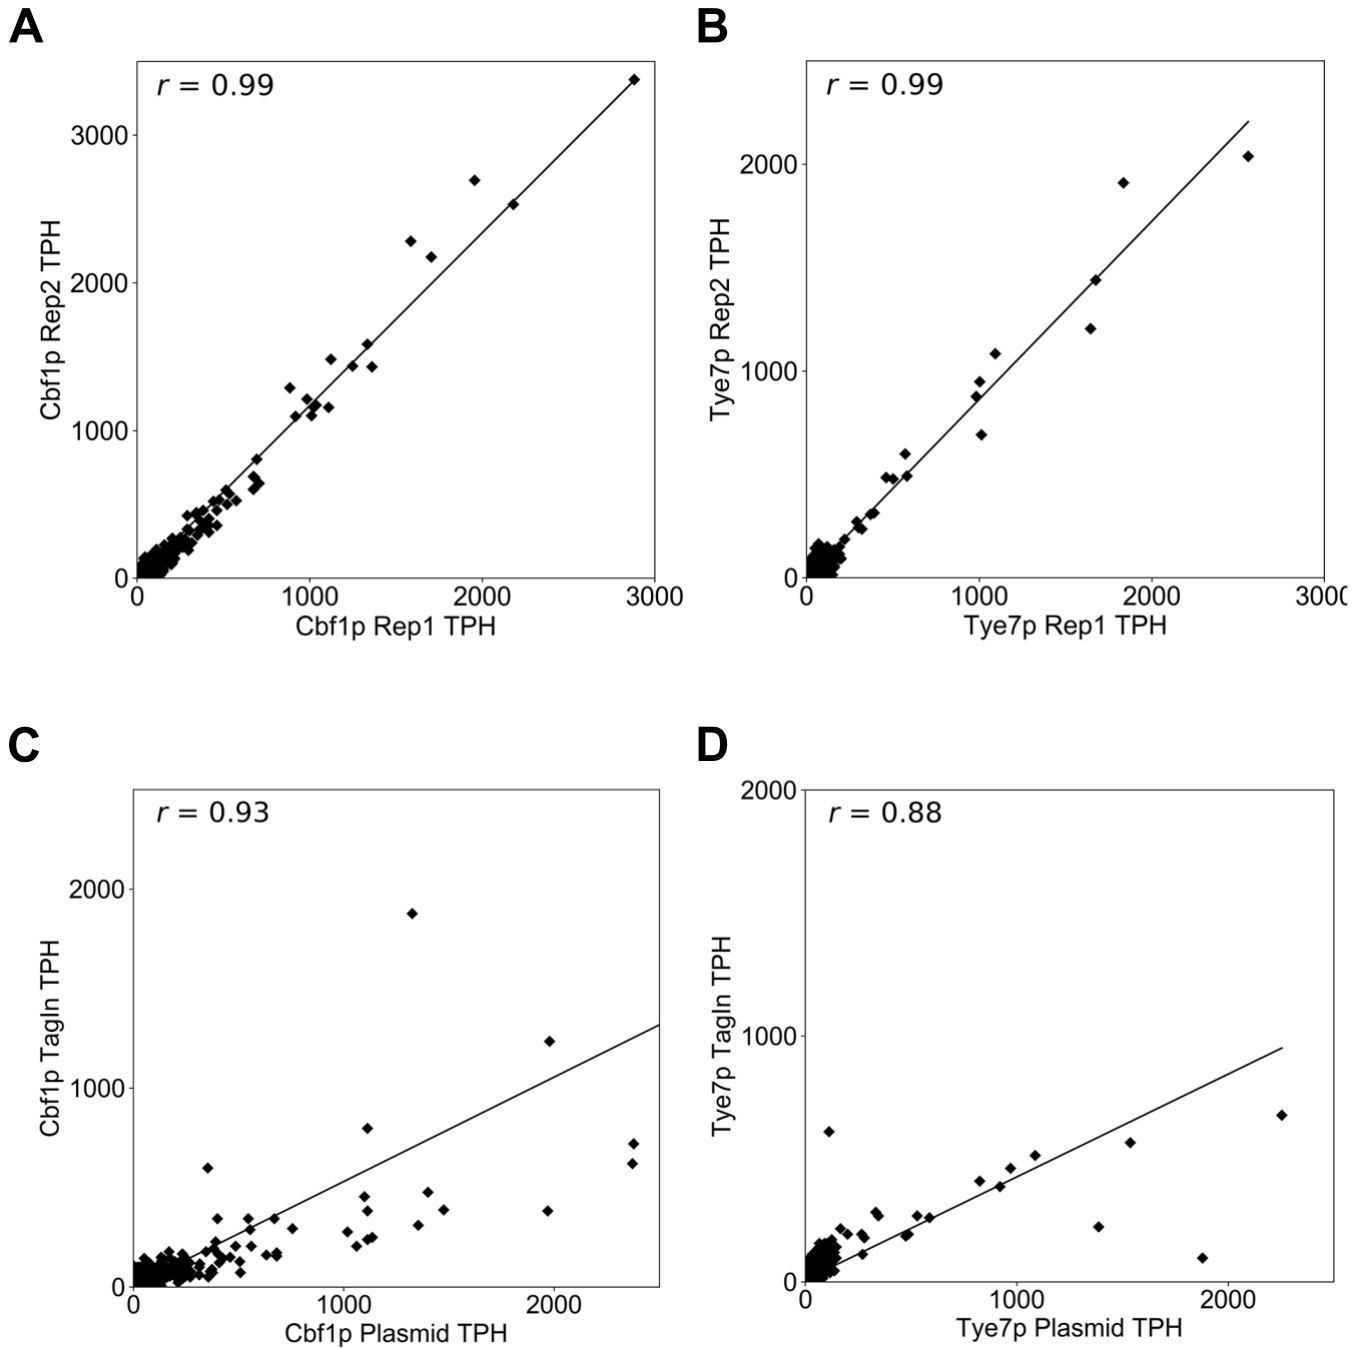 A
r = 0.99
3000
2000
1000
0
0 1000 2000 3000
Cbf1p Rep2 TPH
Cbf1p Rep1 TPH
B
r = 0.99
2000
1000
0
0 1000 2000 3000
Tye7p Rep2 TPH
Tye7p Rep1 TPH
C
r = 0.93
2000
1000
0
0 1000 2000
Cbf1p TagIn TPH
Cbf1p Plasmid TPH
D
r = 0.88
2000
1000
0
0 1000 2000
Tye7p TagIn TPH
Tye7p Plasmid TPH